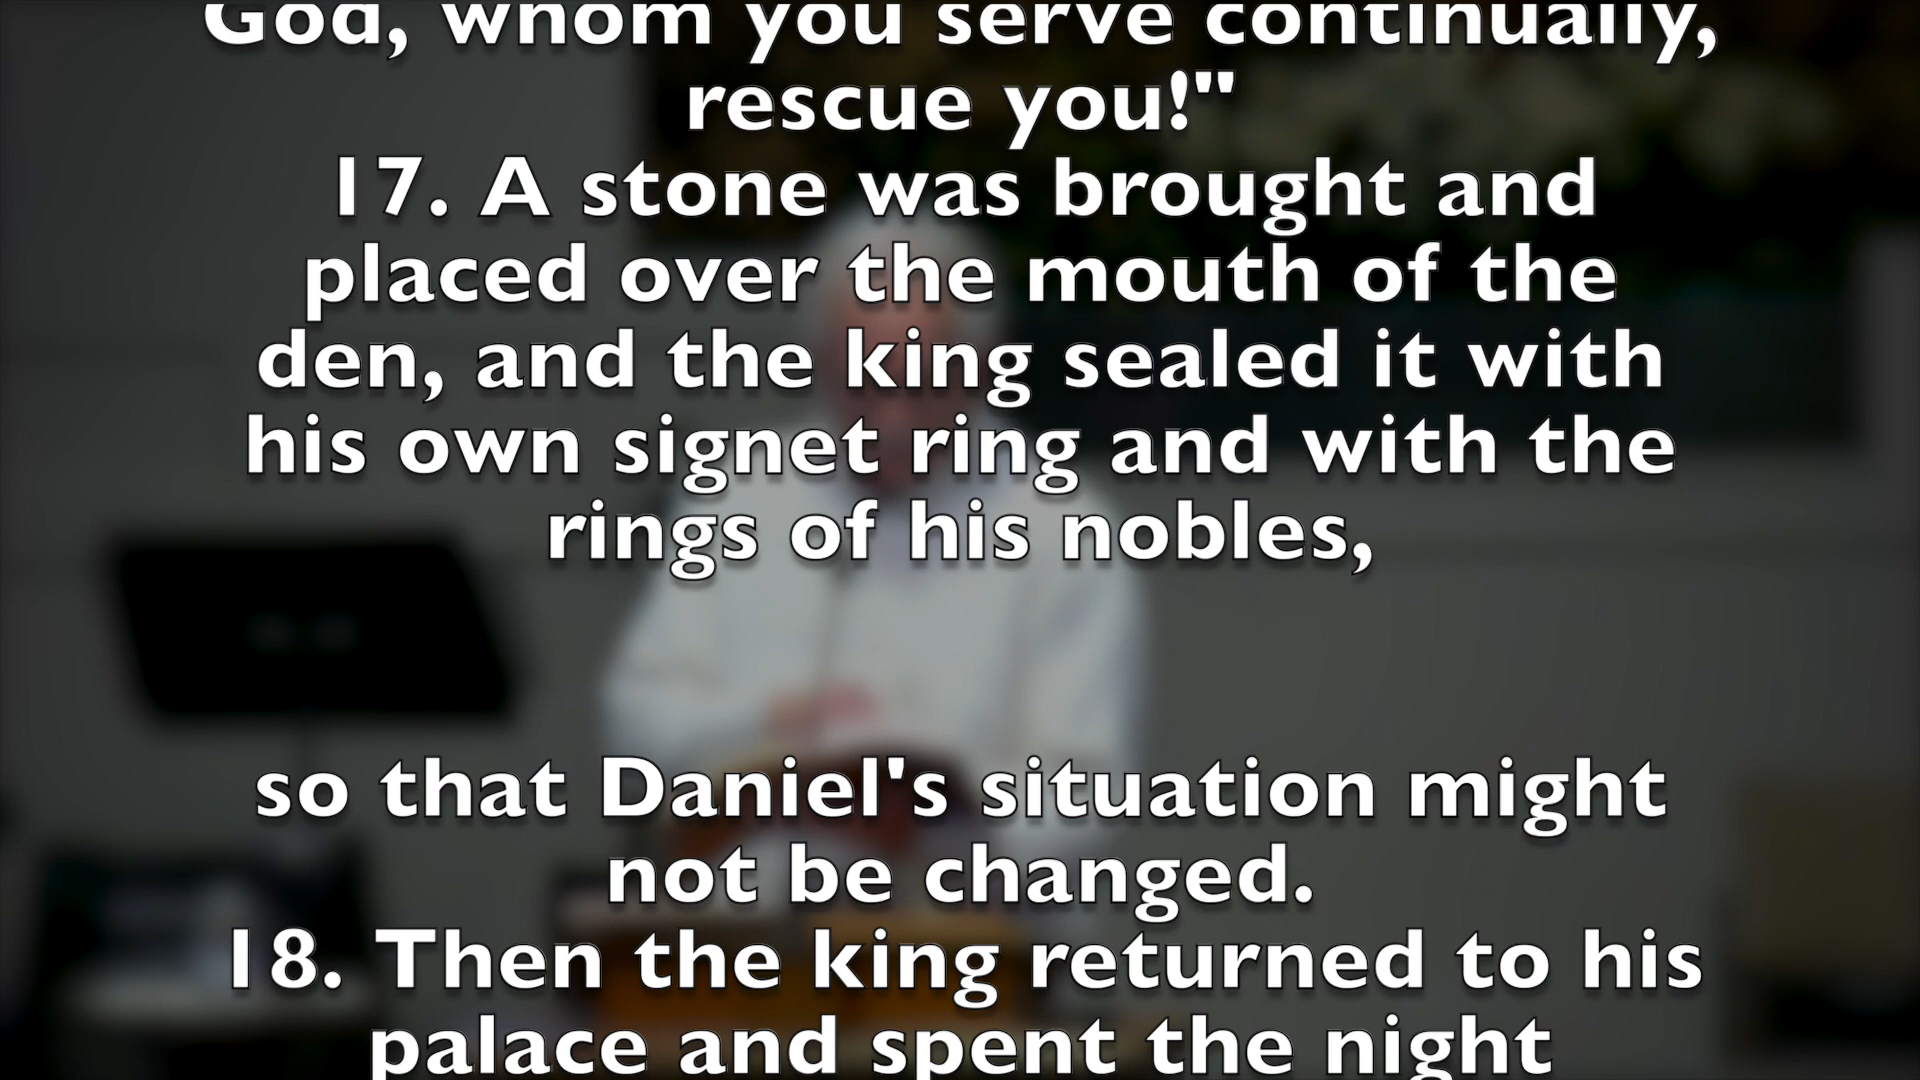 God, whom you serve continually,
rescue you!"
17. A stone was brought and
placed over the mouth of the
den, and the king sealed it with
his own signet ring and with the
rings of his nobles,
so that Daniel's situation might
not be changed.
18. Then the king returned to his
palace and spent the night